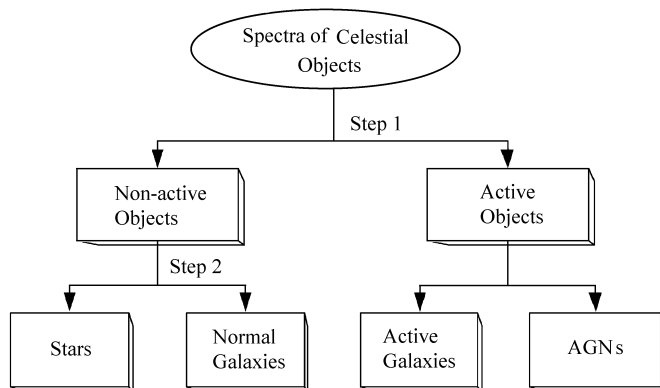 Spectra of Celestial
Objects
Step 1
Non-active
Objects
Active
Objects
Step 2
Stars
Normal
Galaxies
Active
Galaxies
AGNs